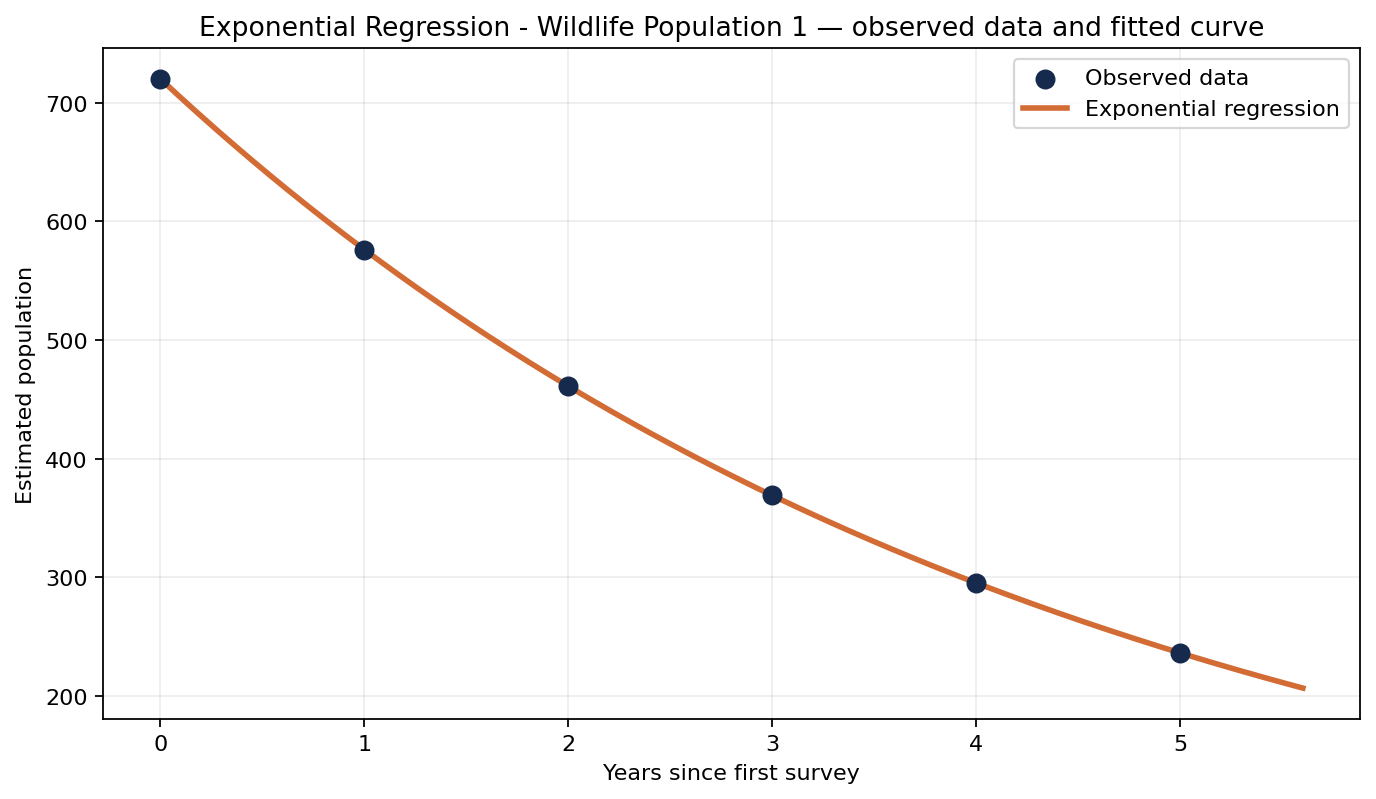 Exponential Regression - Wildlife Population 1 — observed data and fitted curve
Observed data
Exponential regression
Estimated population
700
600
500
400
300
200
0 1 2 3 4 5
Years since first survey